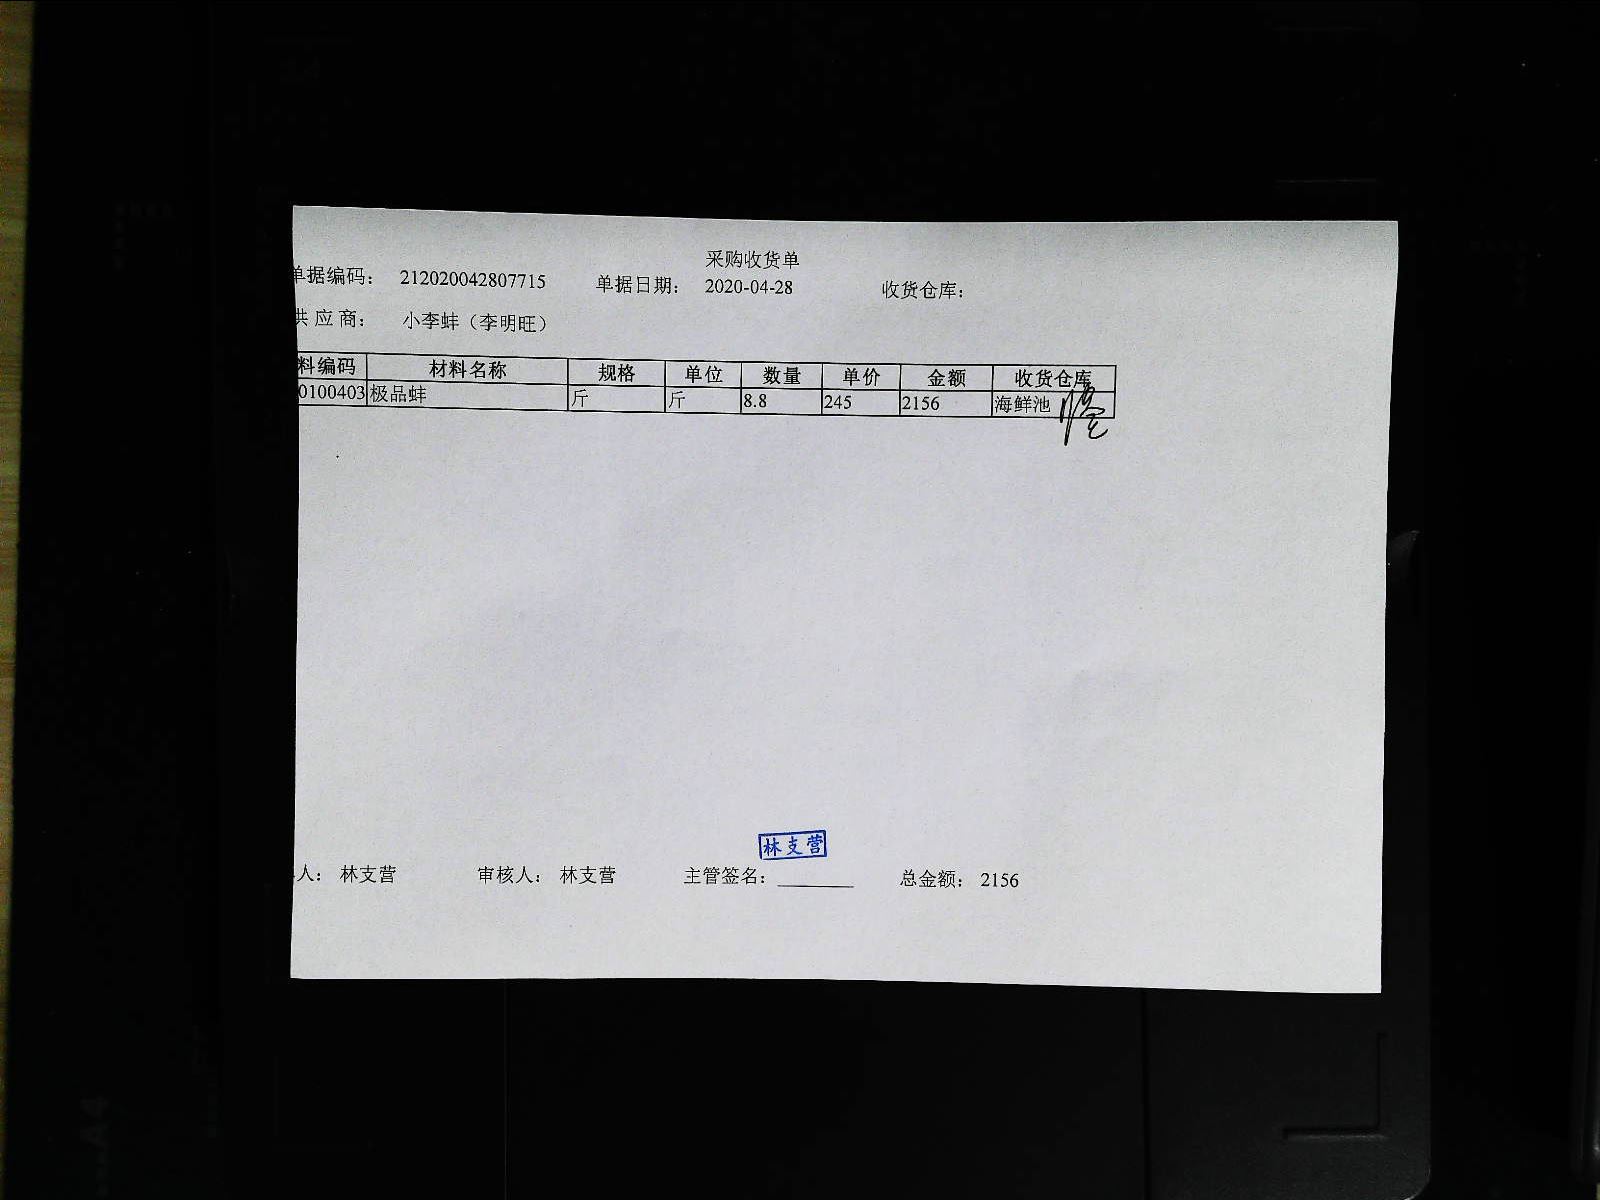 采购收货单
单据编码： 212020042807715 单据日期： 2020-04-28 收货仓库：
供应商： 小李蚌（李明旺）
料编码 材料名称 规格 单位 数量 单价 金额 收货仓库
0100403 极品蚌 斤 斤 8.8 245 2156 海鲜池
林支营
人： 林支营 审核人： 林支营 主管签名： 总金额： 2156